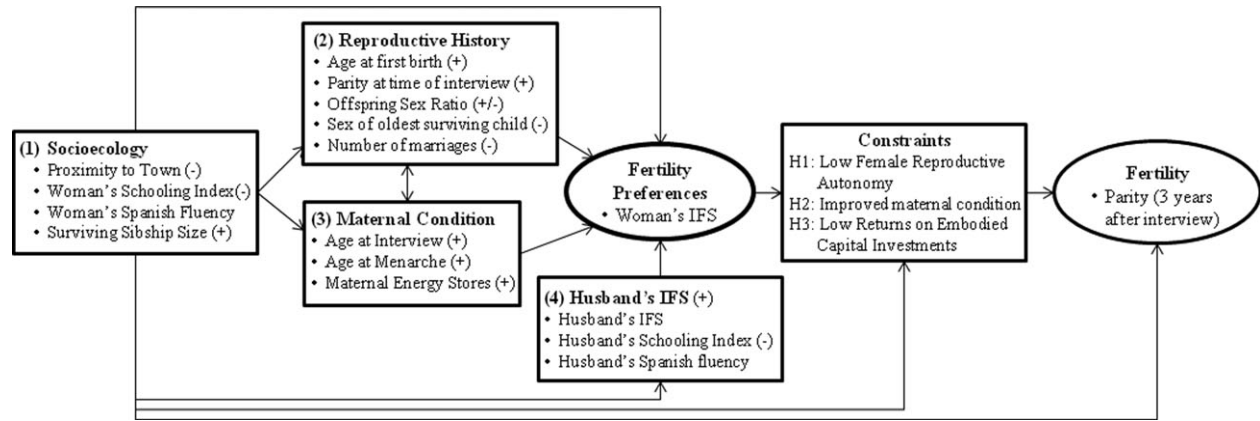 (1) Socioecology
• Proximity to Town (-)
• Woman's Schooling Index(-)
• Woman's Spanish Fluency
• Surviving Sibship Size (+)
(2) Reproductive History
• Age at first birth (+)
• Parity at time of interview (+)
• Offspring Sex Ratio (+/-)
• Sex of oldest surviving child (-)
• Number of marriages (-)
(3) Maternal Condition
• Age at Interview (+)
• Age at Menarche (+)
• Maternal Energy Stores (+)
(4) Husband's IFS (+)
• Husband's IFS
• Husband's Schooling Index (-)
• Husband's Spanish fluency
Fertility
Preferences
• Woman's IFS
Constraints
H1: Low Female Reproductive
Autonomy
H2: Improved maternal condition
H3: Low Returns on Embodied
Capital Investments
Fertility
• Parity (3 years
after interview)